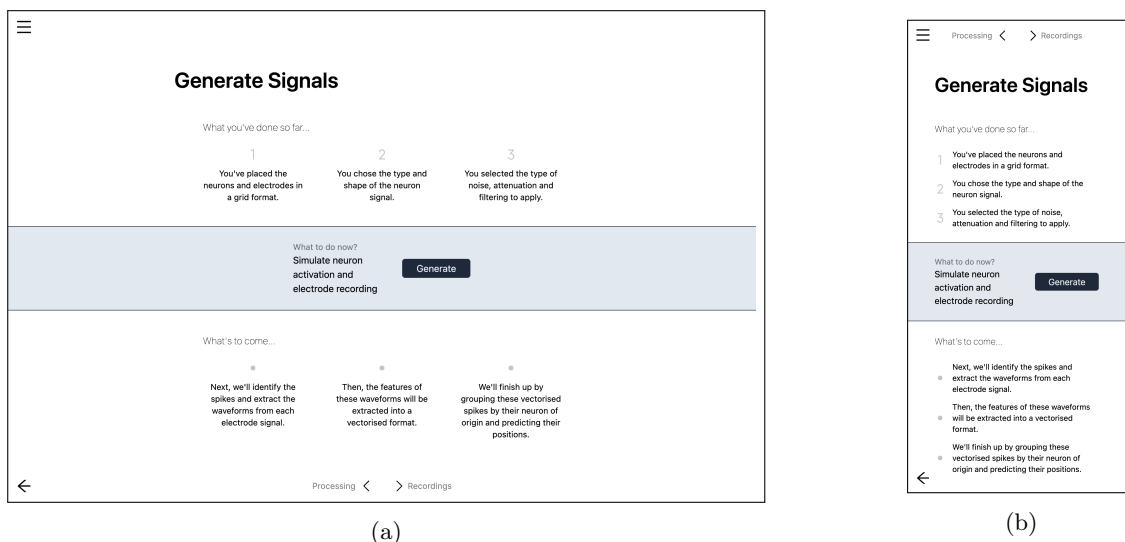 Generate Signals
What you've done so far...
1
2
3
You've placed the
neurons and electrodes in
a grid format.
You chose the type and
shape of the neuron
signal.
You selected the type of
noise, attenuation and
filtering to apply.
What to do now?
Simulate neuron
activation and
electrode recording
Generate
What's to come...
Next, we'll identify the
spikes and extract the
waveforms from each
electrode signal.
Then, the features of
these waveforms will be
extracted into a
vectorised format.
We'll finish up by
grouping these vectorised
spikes by their neuron of
origin and predicting their
positions.
Processing
Recordings
(a)
Processing
Recordings
Generate Signals
What you've done so far...
1
You've placed the neurons and
electrodes in a grid format.
2
You chose the type and shape of the
neuron signal.
3
You selected the type of noise,
attenuation and filtering to apply.
What to do now?
Simulate neuron
activation and
electrode recording
Generate
What's to come...
Next, we'll identify the spikes and
extract the waveforms from each
electrode signal.
Then, the features of these waveforms
will be extracted into a vectorised
format.
We'll finish up by grouping these
vectorised spikes by their neuron of
origin and predicting their positions.
(b)